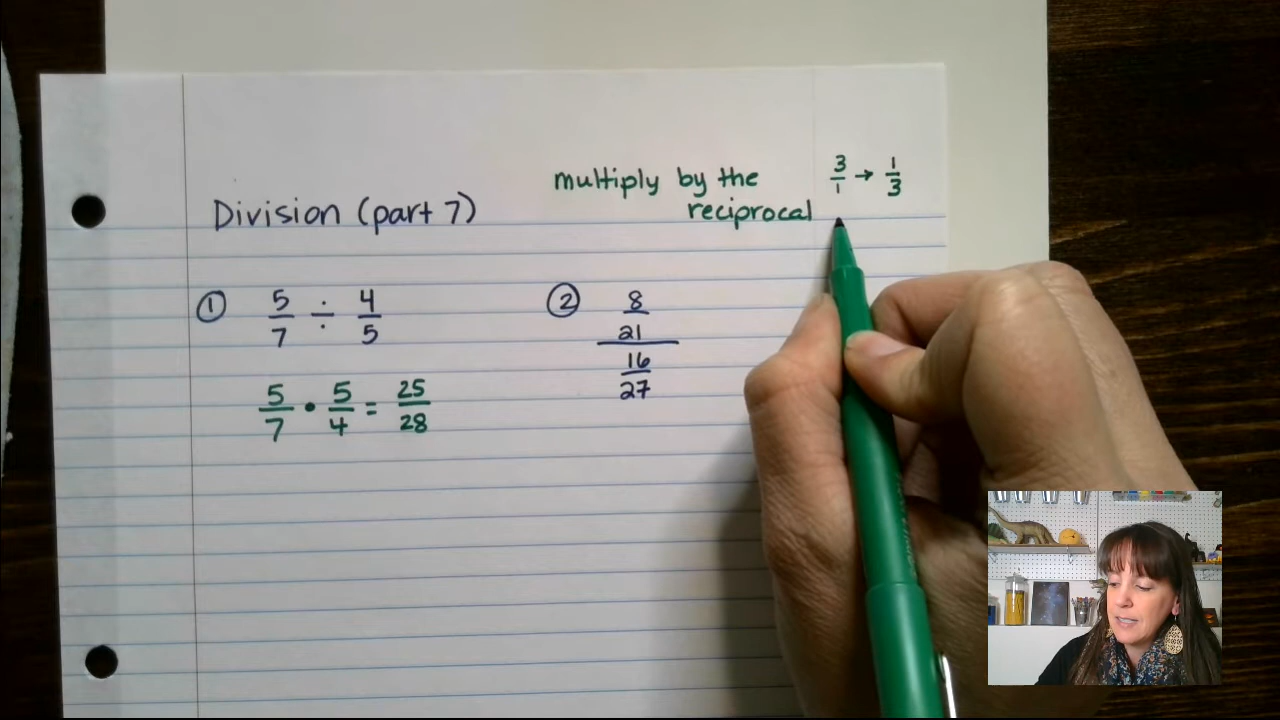 multiply by the 3/1 → 1/3
reciprocal
Division (part 7)
① 5/7 ÷ 4/5
5/7 • 5/4 = 25/28
② 8/21 / 16/27